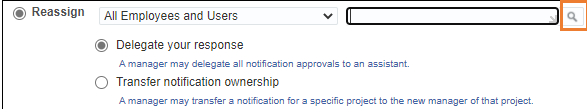 Reassign All Employees and Users
Delegate your response
A manager may delegate all notification approvals to an assistant.
Transfer notification ownership
A manager may transfer a notification for a specific project to the new manager of that project.